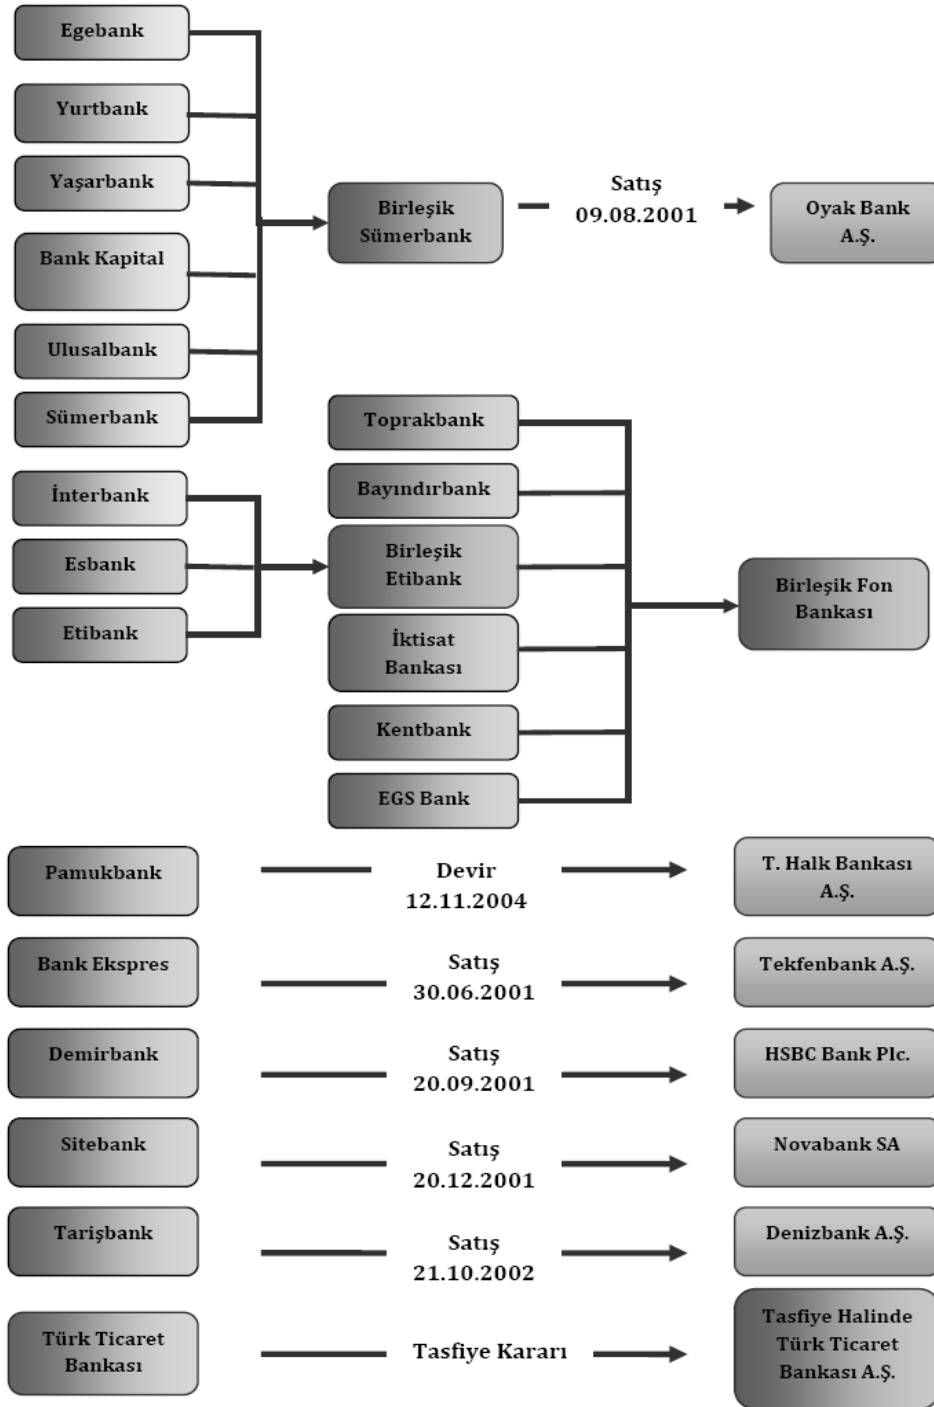 Egebank
Yurtbank
Yaşarbank
Bank Kapital
Ulusalbank
Sümerbank
Birleşik
Sümerbank
Satış
09.08.2001
Oyak Bank
A.Ş.
İnterbank
Esbank
Etibank
Toprakbank
Bayındırbank
Birleşik
Etibank
İktisat
Bankası
Kentbank
EGS Bank
Birleşik Fon
Bankası
Pamukbank
Devir
12.11.2004
T. Halk Bankası
A.Ş.
Bank Ekspres
Satış
30.06.2001
Tekfenbank A.Ş.
Demirbank
Satış
20.09.2001
HSBC Bank Plc.
Sitebank
Satış
20.12.2001
Novabank SA
Tarişbank
Satış
21.10.2002
Denizbank A.Ş.
Türk Ticaret
Bankası
Tasfiye Kararı
Tasfiye Halinde
Türk Ticaret
Bankası A.Ş.